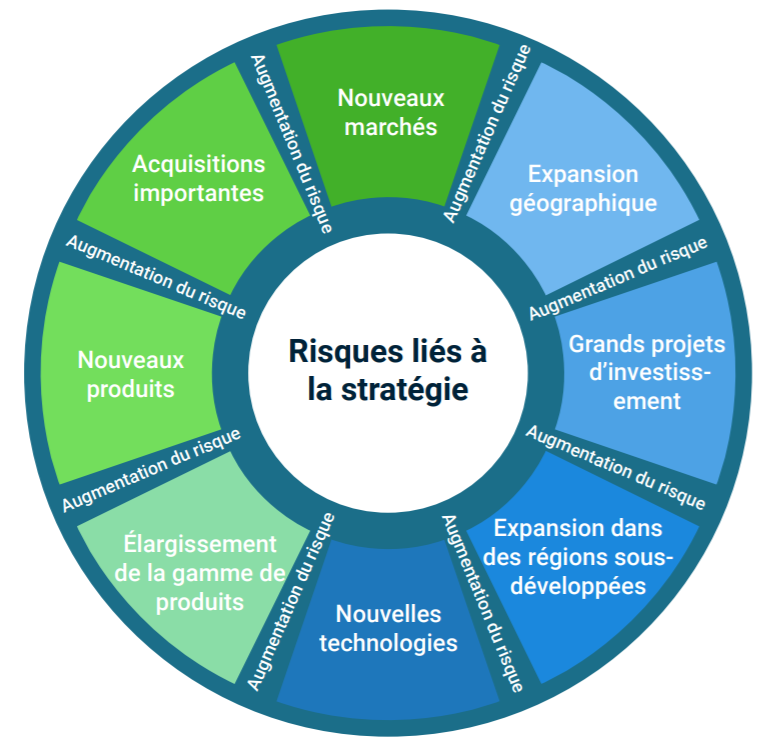 Risques liés à
la stratégie
Nouveaux
marchés
Augmentation du risque
Expansion
géographique
Augmentation du risque
Grands projets
d’investiss-
ement
Augmentation du risque
Expansion dans
des régions sous-
développées
Augmentation du risque
Nouvelles
technologies
Augmentation du risque
Élargissement
de la gamme de
produits
Augmentation du risque
Nouveaux
produits
Augmentation du risque
Acquisitions
importantes
Augmentation du risque